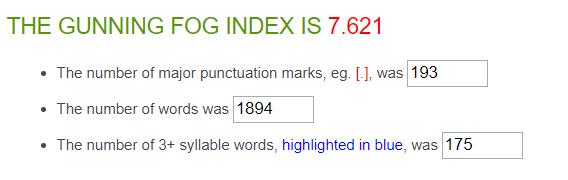 THE GUNNING FOG INDEX IS 7.621
• The number of major punctuation marks, eg. [.], was 193
• The number of words was 1894
• The number of 3+ syllable words, highlighted in blue, was 175